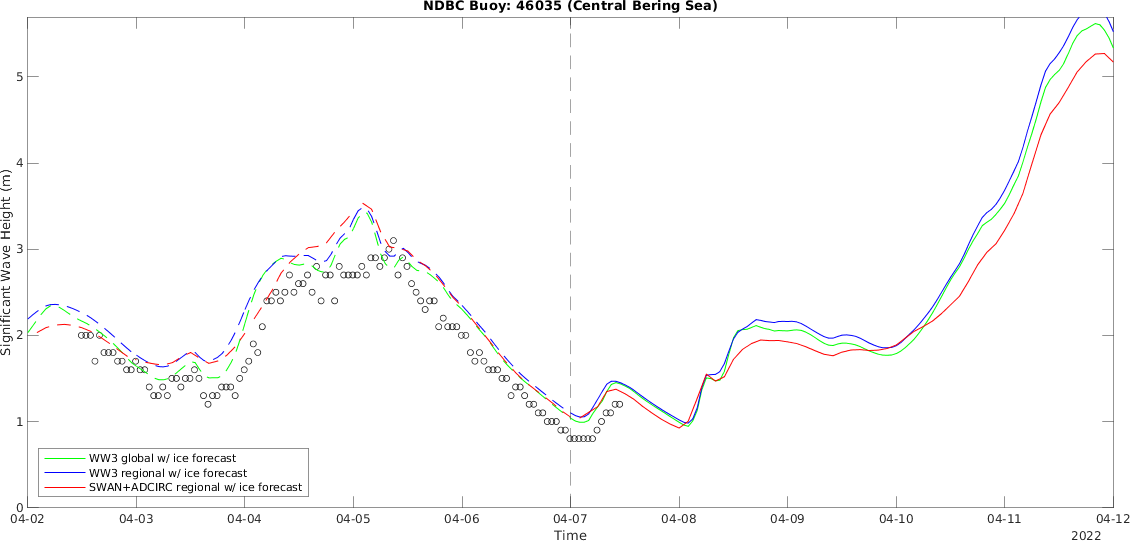 NDBC Buoy: 46035 (Central Bering Sea)
Significant Wave Height (m)
5
4
3
2
1
0
WW3 global w/ ice forecast
WW3 regional w/ ice forecast
SWAN+ADCIRC regional w/ ice forecast
04-02 04-03 04-04 04-05 04-06 04-07 04-08 04-09 04-10 04-11 04-12
Time
2022